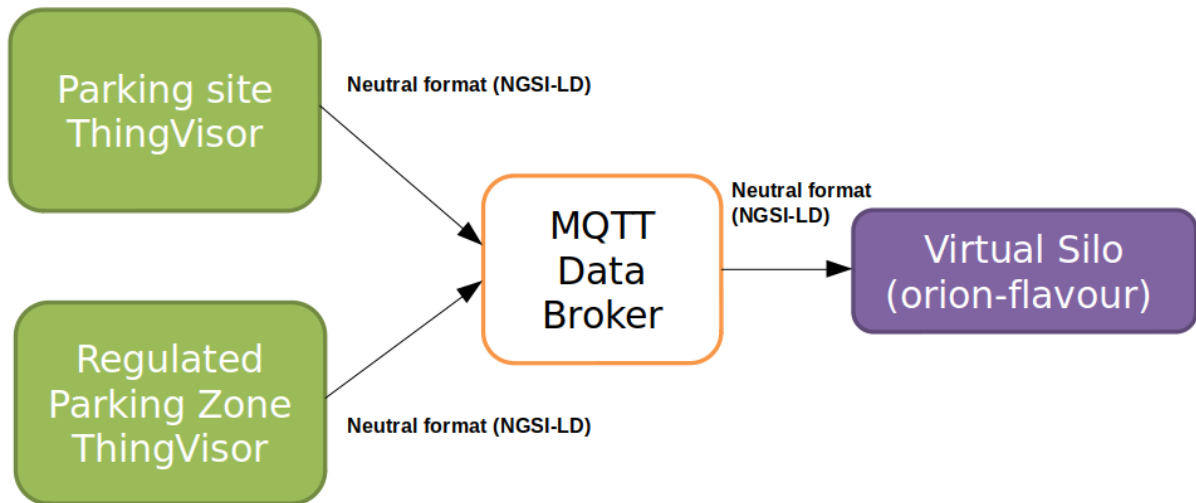 Parking site
ThingVisor
Neutral format (NGSI-LD)
MQTT
Data
Broker
Neutral format
(NGSI-LD)
Virtual Silo
(orion-flavour)
Regulated
Parking Zone
ThingVisor
Neutral format (NGSI-LD)